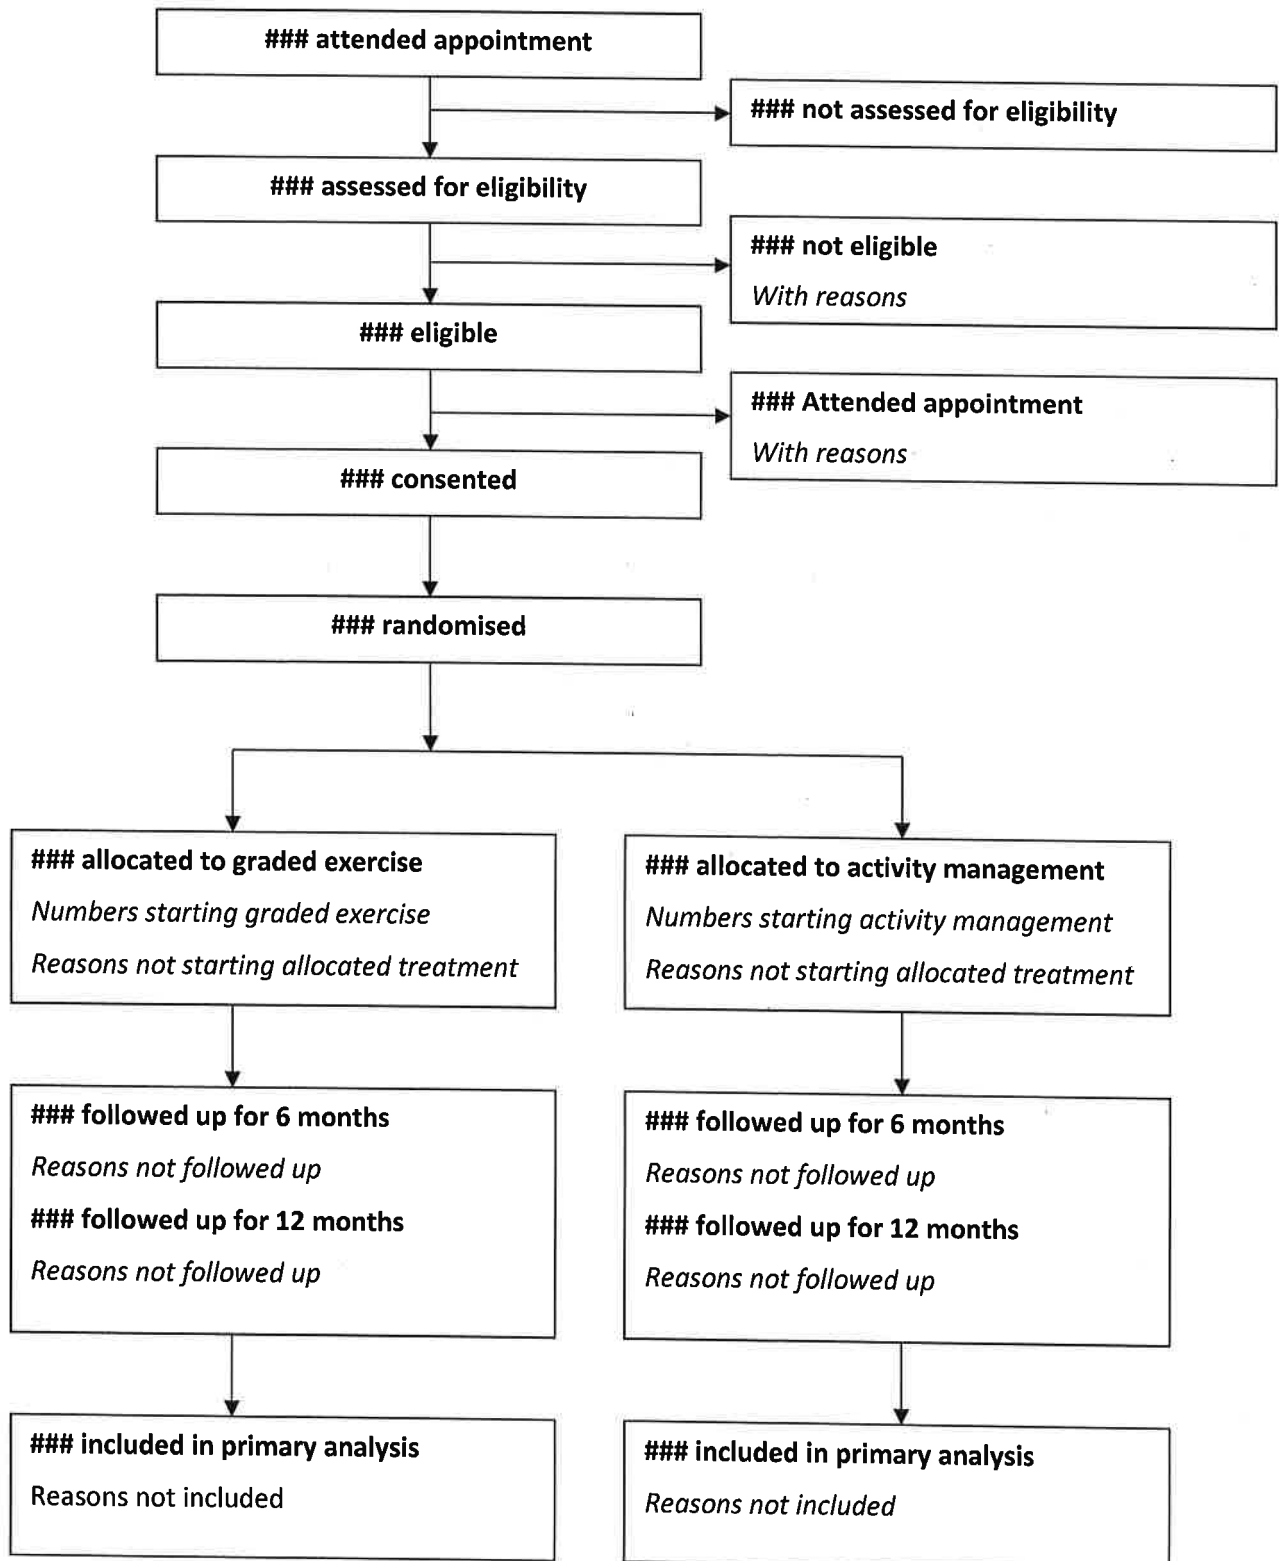 ### attended appointment
### not assessed for eligibility
### assessed for eligibility
### not eligible
With reasons
### eligible
### Attended appointment
With reasons
### consented
### randomised
### allocated to graded exercise
Numbers starting graded exercise
Reasons not starting allocated treatment
### allocated to activity management
Numbers starting activity management
Reasons not starting allocated treatment
### followed up for 6 months
Reasons not followed up
### followed up for 12 months
Reasons not followed up
### followed up for 6 months
Reasons not followed up
### followed up for 12 months
Reasons not followed up
### included in primary analysis
Reasons not included
### included in primary analysis
Reasons not included